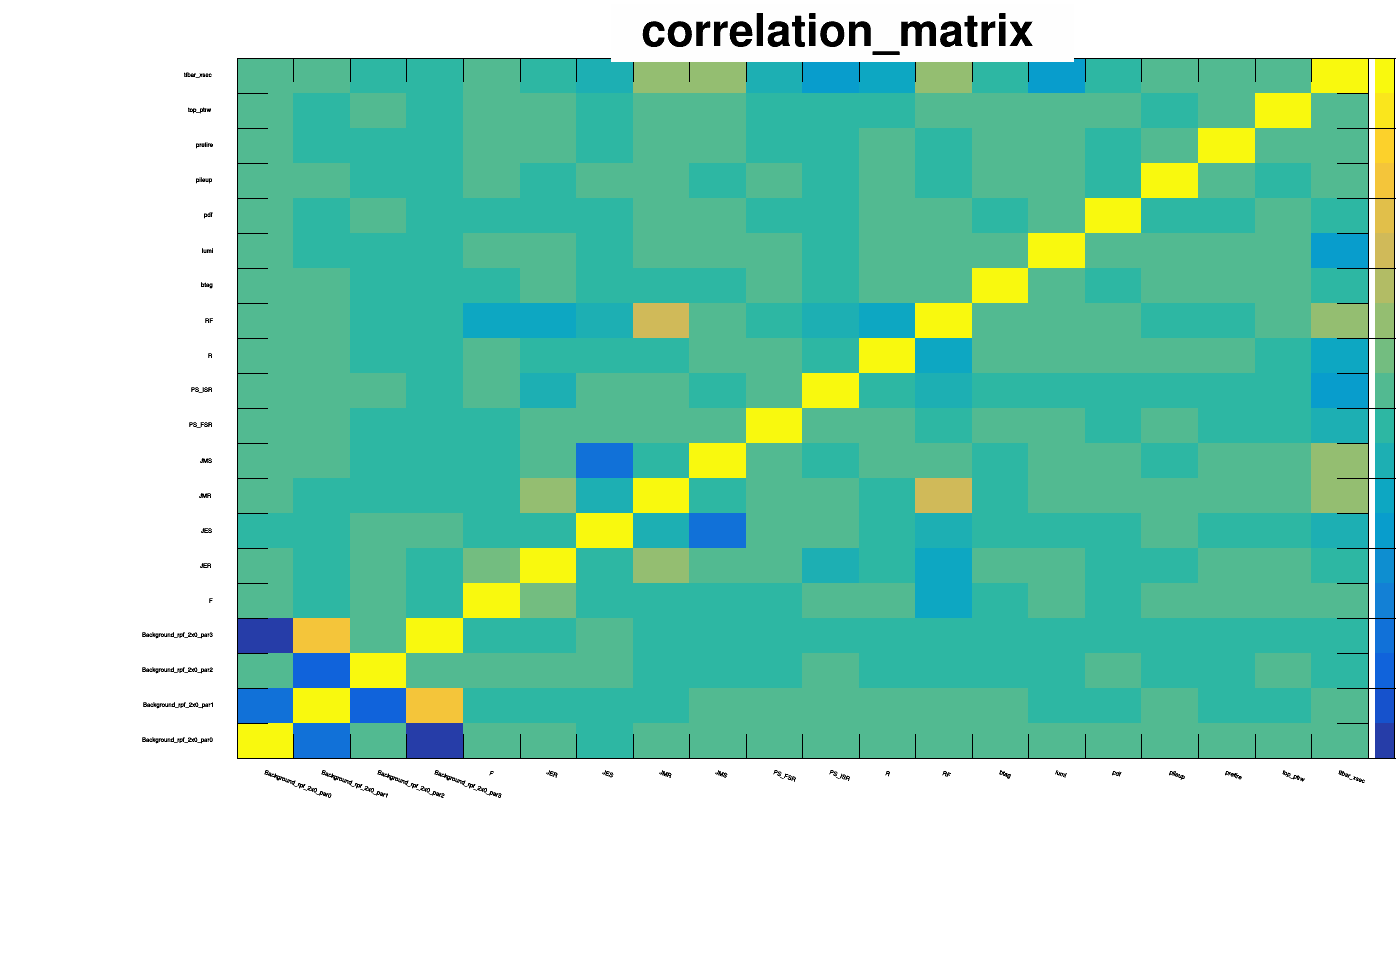 correlation_matrix
ttbar_xsec
top_ptrw
prefire
pileup
pdf
lumi
btag
RF
R
PS_ISR
PS_FSR
JMS
JMR
JES
JER
F
Background_rpf_2x0_par3
Background_rpf_2x0_par2
Background_rpf_2x0_par1
Background_rpf_2x0_par0
Background_rpf_2x0_par0
Background_rpf_2x0_par1
Background_rpf_2x0_par2
Background_rpf_2x0_par3
F
JER
JES
JMR
JMS
PS_FSR
PS_ISR
R
RF
btag
lumi
pdf
pileup
prefire
top_ptrw
ttbar_xsec